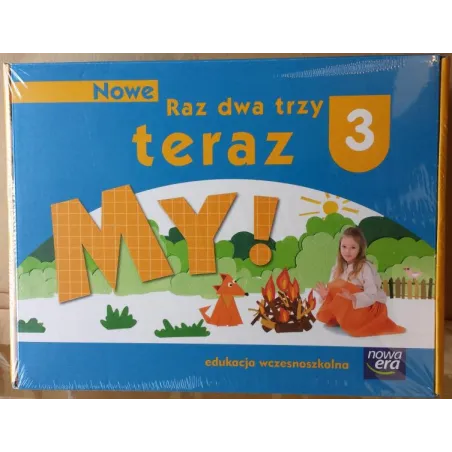 Nowe
Raz dwa trzy
teraz
3
MY!
edukacja wczesnoszkolna
nowa
era